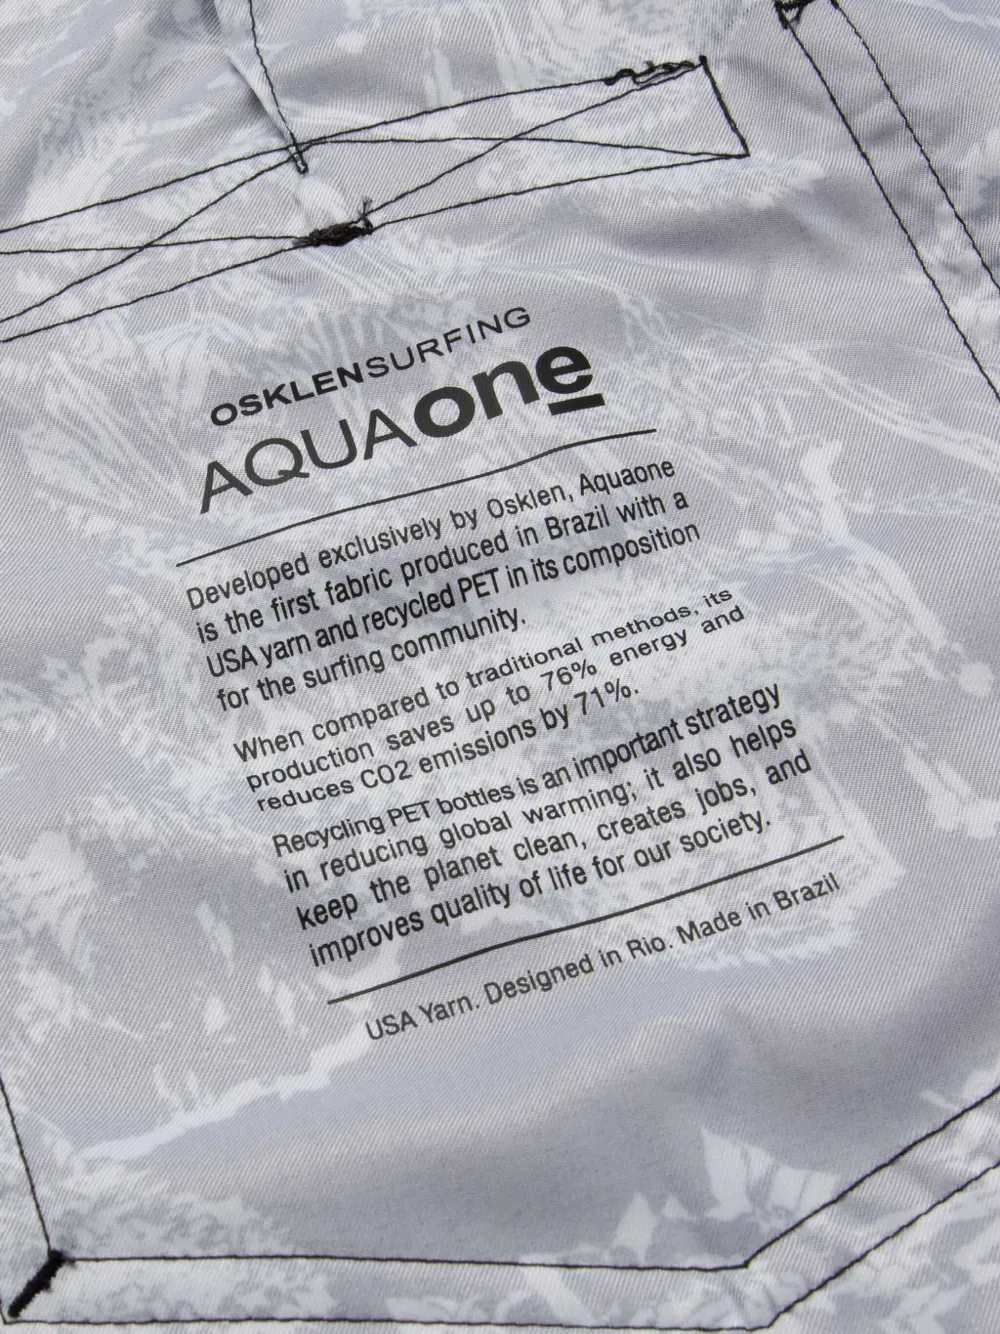 OSKLENSURFING
AQUAone
Developed exclusively by Osklen, Aquaone
is the first fabric produced in Brazil with a
USA yarn and recycled PET in its composition
for the surfing community.
When compared to traditional methods, its
production saves up to 76% energy and
reduces CO2 emissions by 71%.
Recycling PET bottles is an important strategy
in reducing global warming; it also helps
keep the planet clean, creates jobs, and
improves quality of life for our society.
USA Yarn. Designed in Rio. Made in Brazil